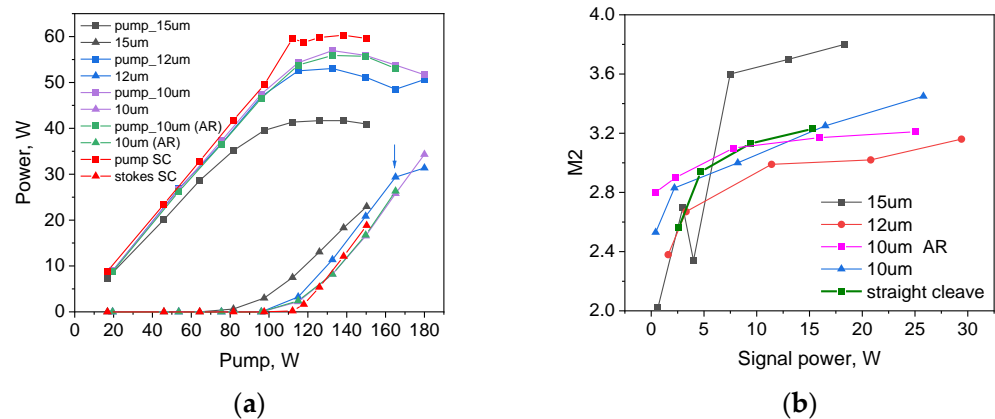 pump_15um
15um
pump_12um
12um
pump_10um
10um
pump_10um (AR)
10um (AR)
pump SC
stokes SC
Power, W
60
50
40
30
20
10
0
0 20 40 60 80 100 120 140 160 180
Pump, W
(a)
M2
4.0
3.6
3.2
2.8
2.4
2.0
15um
12um
10um AR
10um
straight cleave
0 5 10 15 20 25 30
Signal power, W
(b)